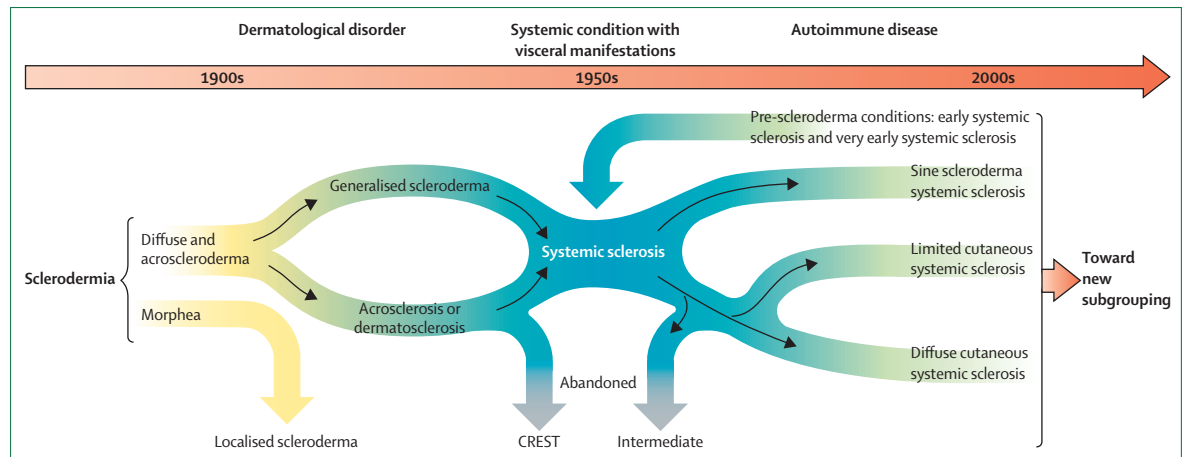 Dermatological disorder
Systemic condition with
visceral manifestations
Autoimmune disease
1900s
1950s
2000s
Pre-scleroderma conditions: early systemic
sclerosis and very early systemic sclerosis
Sine scleroderma
systemic sclerosis
Generalised scleroderma
Sclerodermia
Diffuse and
acroscleroderma
Systemic sclerosis
Limited cutaneous
systemic sclerosis
Toward
new
subgrouping
Morphea
Acrosclerosis or
dermatosclerosis
Diffuse cutaneous
systemic sclerosis
Abandoned
Localised scleroderma
CREST
Intermediate